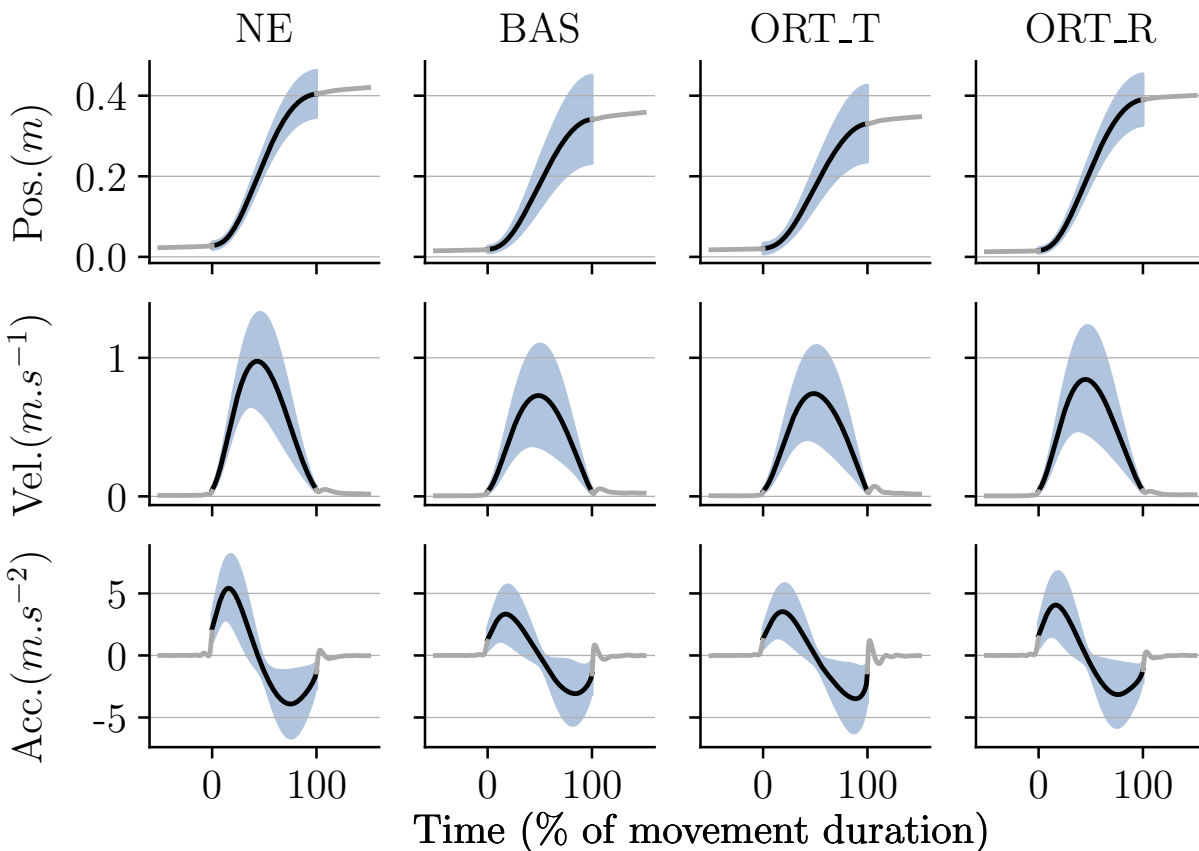 NE BAS ORT_T ORT_R
Pos.(m)
0.4
0.2
0.0
Vel.(m.s⁻¹)
1
0
Acc.(m.s⁻²)
5
0
-5
0 100 0 100 0 100 0 100
Time (% of movement duration)